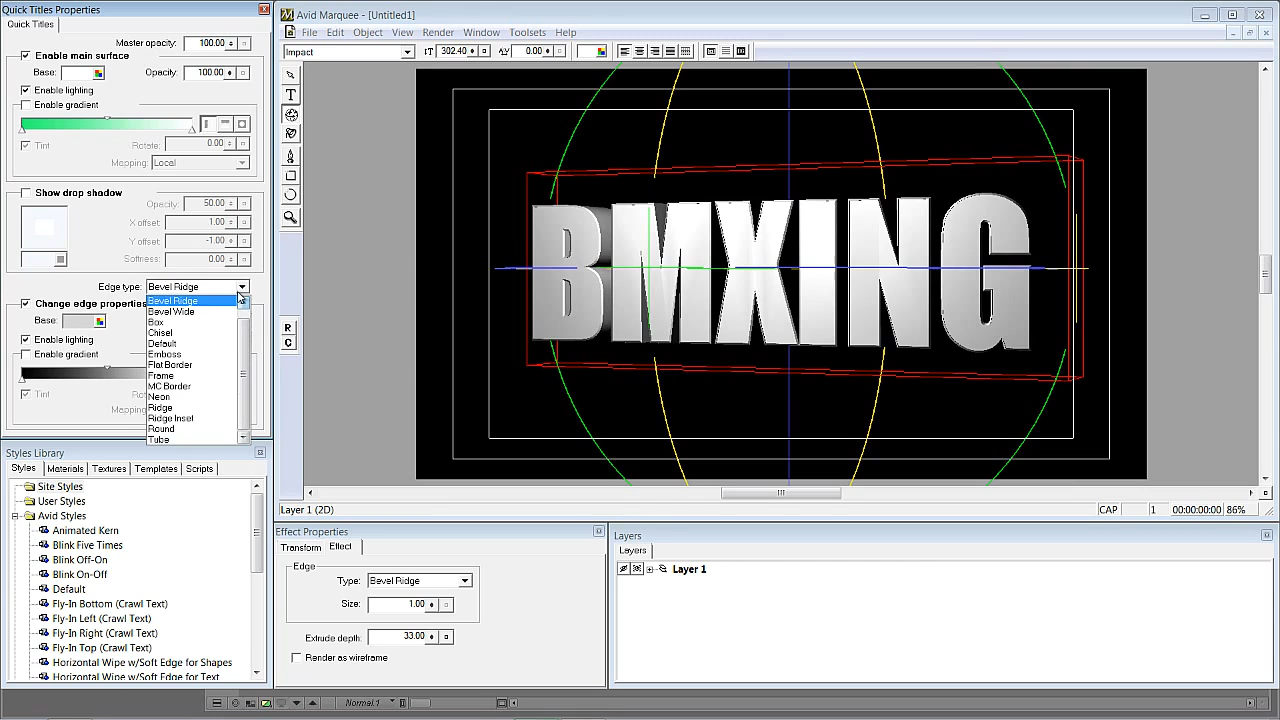 Quick Titles Properties
Quick Titles
Master opacity: 100.00
Enable main surface
Base: Opacity: 100.00
Enable lighting
Enable gradient
Tint Rotate: 0.00
Mapping: Local
Show drop shadow
Opacity: 50.00
X offset: 1.00
Y offset: -1.00
Softness: 0.00
Edge type: Bevel Ridge
Change edge properties
Base:
Enable lighting
Enable gradient
Tint
Mapping
Bevel Ridge
Bevel Wide
Box
Chisel
Default
Emboss
Flat Border
Frame
MC Border
Neon
Ridge
Ridge Inset
Round
Tube
Styles Library
Styles Materials Textures Templates Scripts
Site Styles
User Styles
Avid Styles
Animated Kern
Blink Five Times
Blink Off-On
Blink On-Off
Default
Fly-In Bottom (Crawl Text)
Fly-In Left (Crawl Text)
Fly-In Right (Crawl Text)
Fly-In Top (Crawl Text)
Horizontal Wipe w/Soft Edge for Shapes
Horizontal Wipe w/Soft Edge for Text
Avid Marquee - [Untitled1]
File Edit Object View Render Window Toolsets Help
Impact 302.40 0.00
T
R
C
BMXING
Layer 1 (2D) CAP 1 00:00:00:00 86%
Effect Properties
Transform Effect
Edge
Type: Bevel Ridge
Size: 1.00
Extrude depth: 33.00
Render as wireframe
Layers
Layers
Layer 1
Normal.1